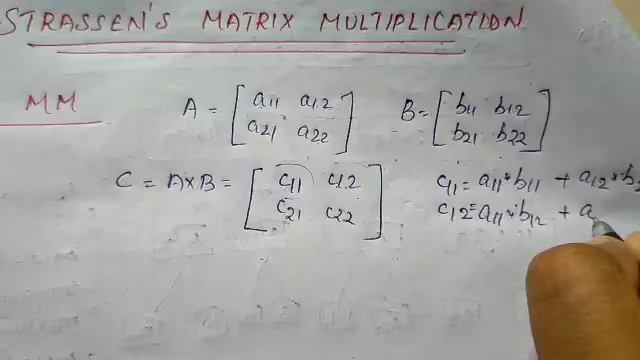 STRASSEN'S MATRIX MULTIPLICATION
MM
A = [a11 a12
a21 a22]
B = [b11 b12
b21 b22]
C = A×B = [c11 c12
c21 c22]
c11 = a11*b11 + a12*b
c12 = a11*b12 + a